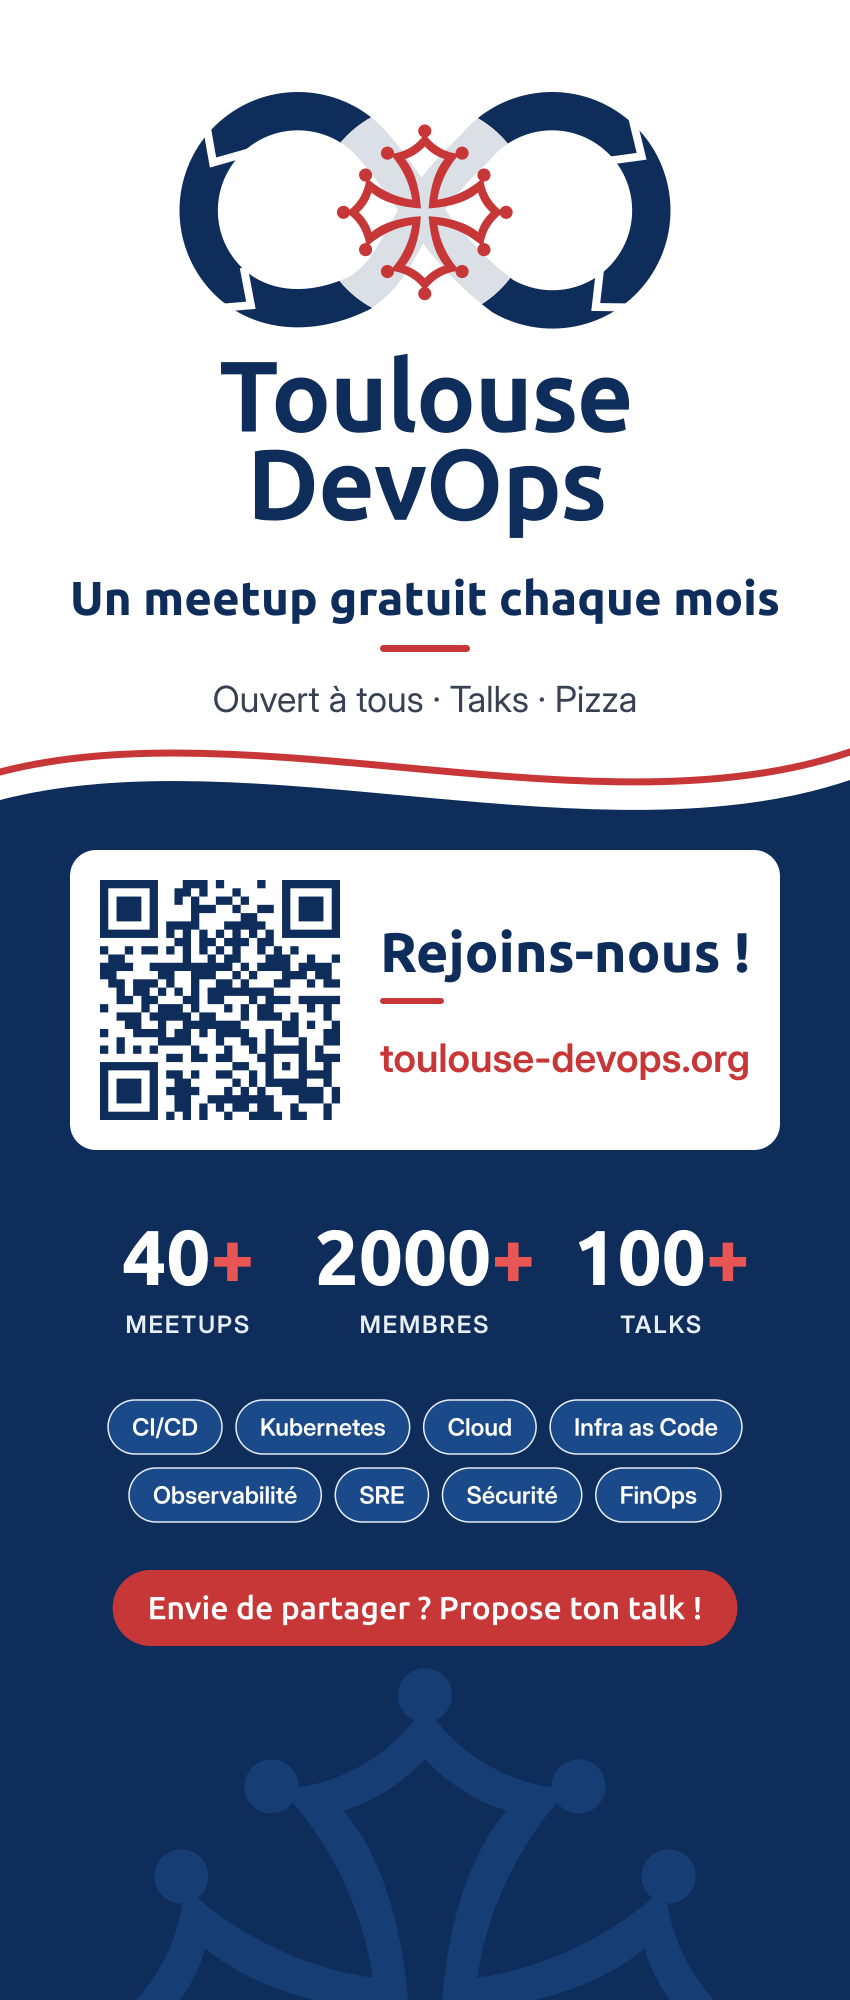 Toulouse
DevOps
Un meetup gratuit chaque mois
Ouvert à tous · Talks · Pizza
Rejoins-nous !
toulouse-devops.org
40+ 2000+ 100+
MEETUPS MEMBRES TALKS
CI/CD Kubernetes Cloud Infra as Code
Observabilité SRE Sécurité FinOps
Envie de partager ? Propose ton talk !